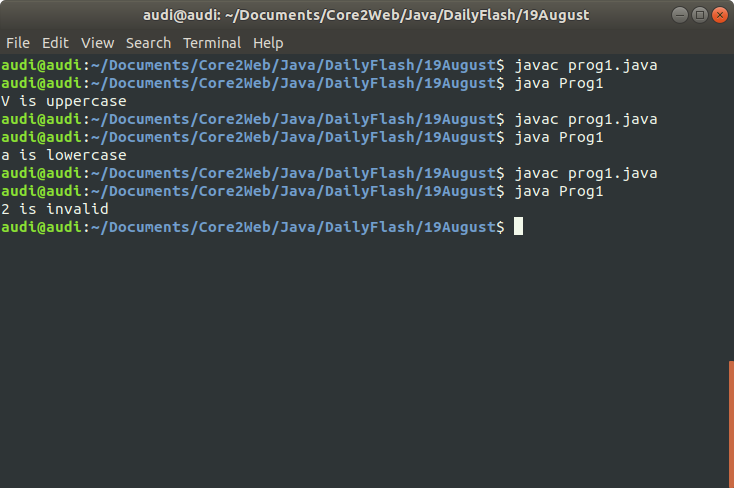 audi@audi: ~/Documents/Core2Web/Java/DailyFlash/19August
File Edit View Search Terminal Help
audi@audi:~/Documents/Core2Web/Java/DailyFlash/19August$ javac prog1.java
audi@audi:~/Documents/Core2Web/Java/DailyFlash/19August$ java Prog1
V is uppercase
audi@audi:~/Documents/Core2Web/Java/DailyFlash/19August$ javac prog1.java
audi@audi:~/Documents/Core2Web/Java/DailyFlash/19August$ java Prog1
a is lowercase
audi@audi:~/Documents/Core2Web/Java/DailyFlash/19August$ javac prog1.java
audi@audi:~/Documents/Core2Web/Java/DailyFlash/19August$ java Prog1
2 is invalid
audi@audi:~/Documents/Core2Web/Java/DailyFlash/19August$